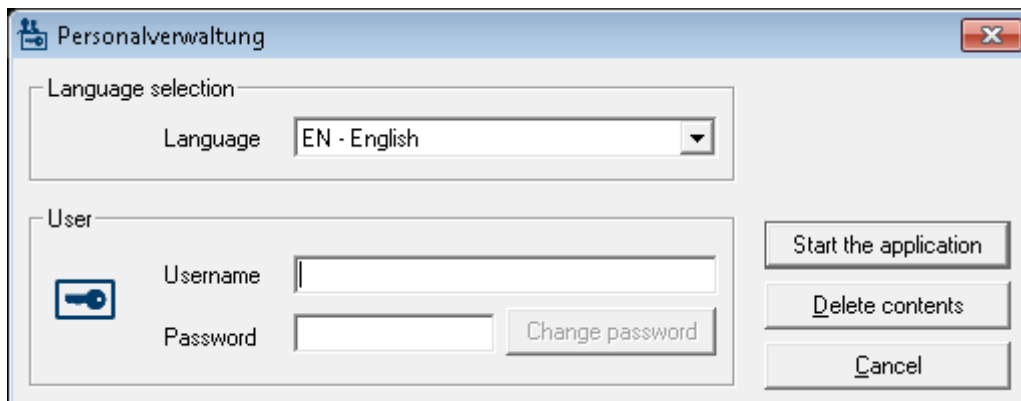 Personalverwaltung
Language selection
Language EN - English
User
Username
Password Change password
Start the application
Delete contents
Cancel